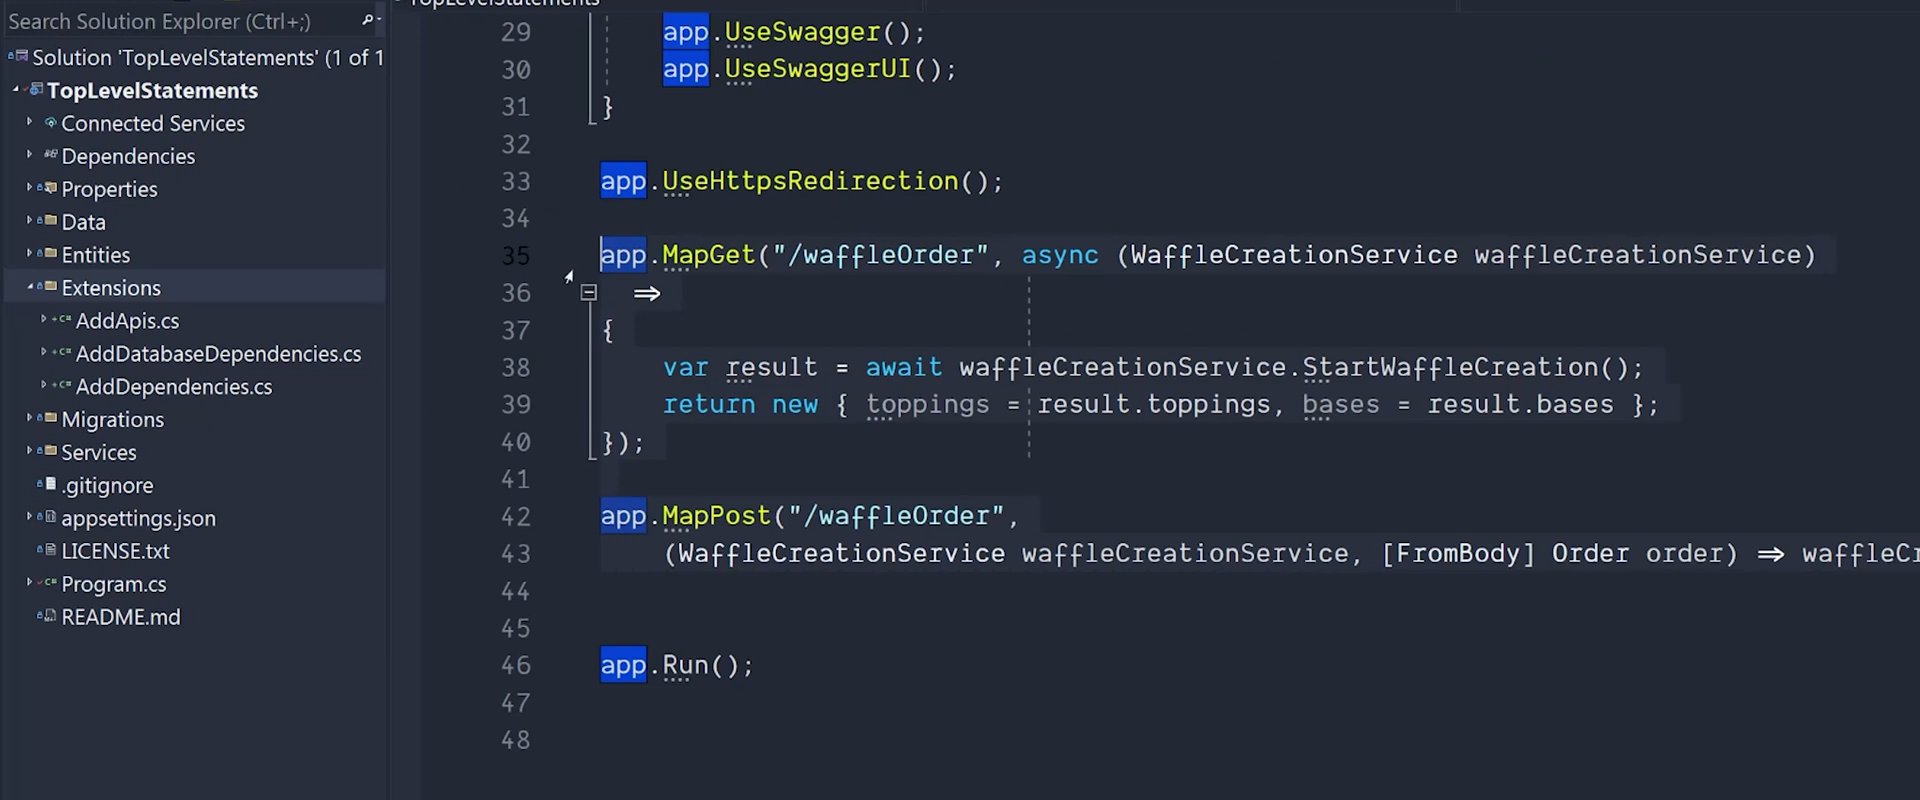 TopLevelStatements
Search Solution Explorer (Ctrl+;)
Solution 'TopLevelStatements' (1 of 1
TopLevelStatements
Connected Services
Dependencies
Properties
Data
Entities
Extensions
AddApis.cs
AddDatabaseDependencies.cs
AddDependencies.cs
Migrations
Services
.gitignore
appsettings.json
LICENSE.txt
Program.cs
README.md
29 app.UseSwagger();
30 app.UseSwaggerUI();
31 }
32
33 app.UseHttpsRedirection();
34
35 app.MapGet("/waffleOrder", async (WaffleCreationService waffleCreationService)
36 =>
37 {
38 var result = await waffleCreationService.StartWaffleCreation();
39 return new { toppings = result.toppings, bases = result.bases };
40 });
41
42 app.MapPost("/waffleOrder",
43 (WaffleCreationService waffleCreationService, [FromBody] Order order) => waffleCr
44
45
46 app.Run();
47
48